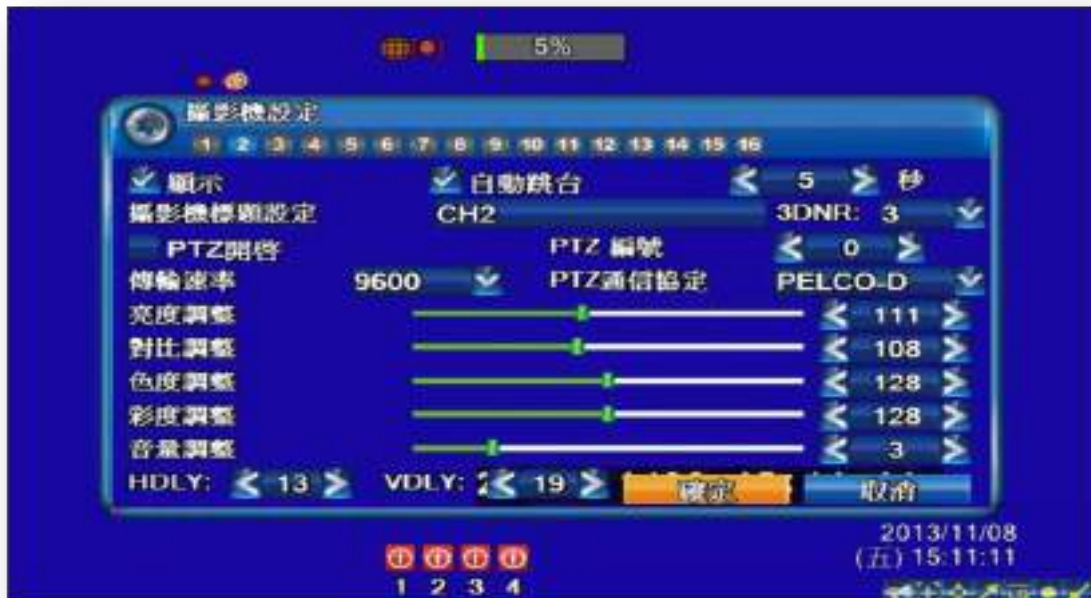 5%
攝影機設定
1 2 3 4 5 6 7 8 9 10 11 12 13 14 15 16
顯示 自動跳台 5 秒
攝影機標題設定 CH2 3DNR: 3
PTZ開啓 PTZ 編號 0
傳輸速率 9600 PTZ通信協定 PELCO-D
亮度調整 111
對比調整 108
色度調整 128
彩度調整 128
音量調整 3
HDLY: 13 VDLY: 19 確定 取消
2013/11/08
(五) 15:11:11
1 2 3 4